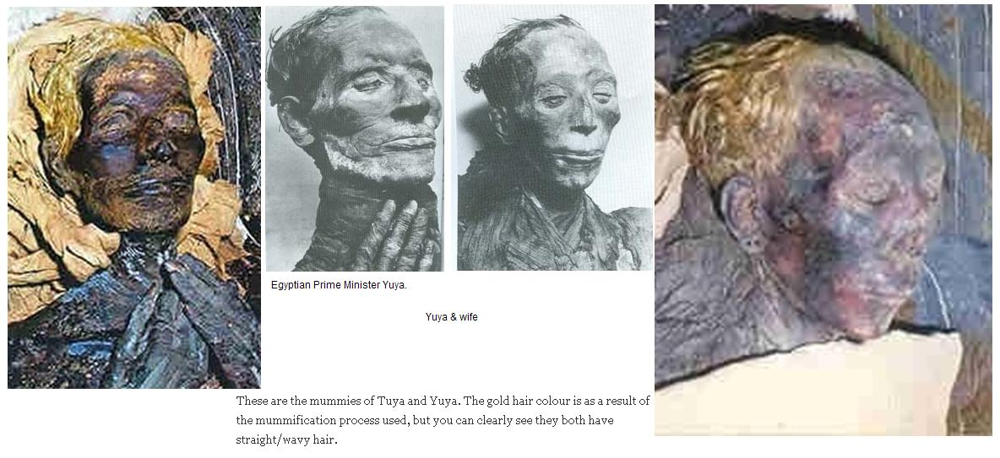 Egyptian Prime Minister Yuya.
Yuya & wife
These are the mummies of Tuya and Yuya. The gold hair colour is as a result of
the mummification process used, but you can clearly see they both have
straight/wavy hair.